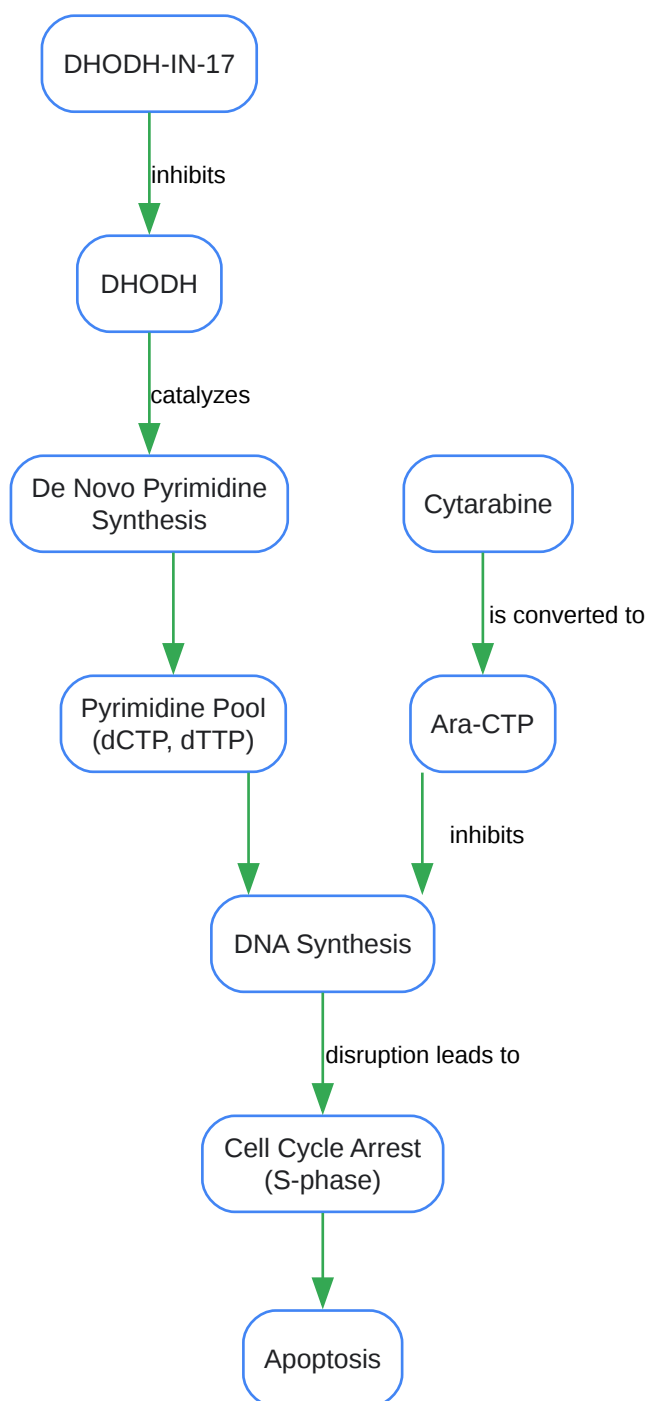 DHODH-IN-17
inhibits
DHODH
catalyzes
De Novo Pyrimidine
Synthesis
Cytarabine
is converted to
Pyrimidine Pool
(dCTP, dTTP)
Ara-CTP
inhibits
DNA Synthesis
disruption leads to
Cell Cycle Arrest
(S-phase)
Apoptosis